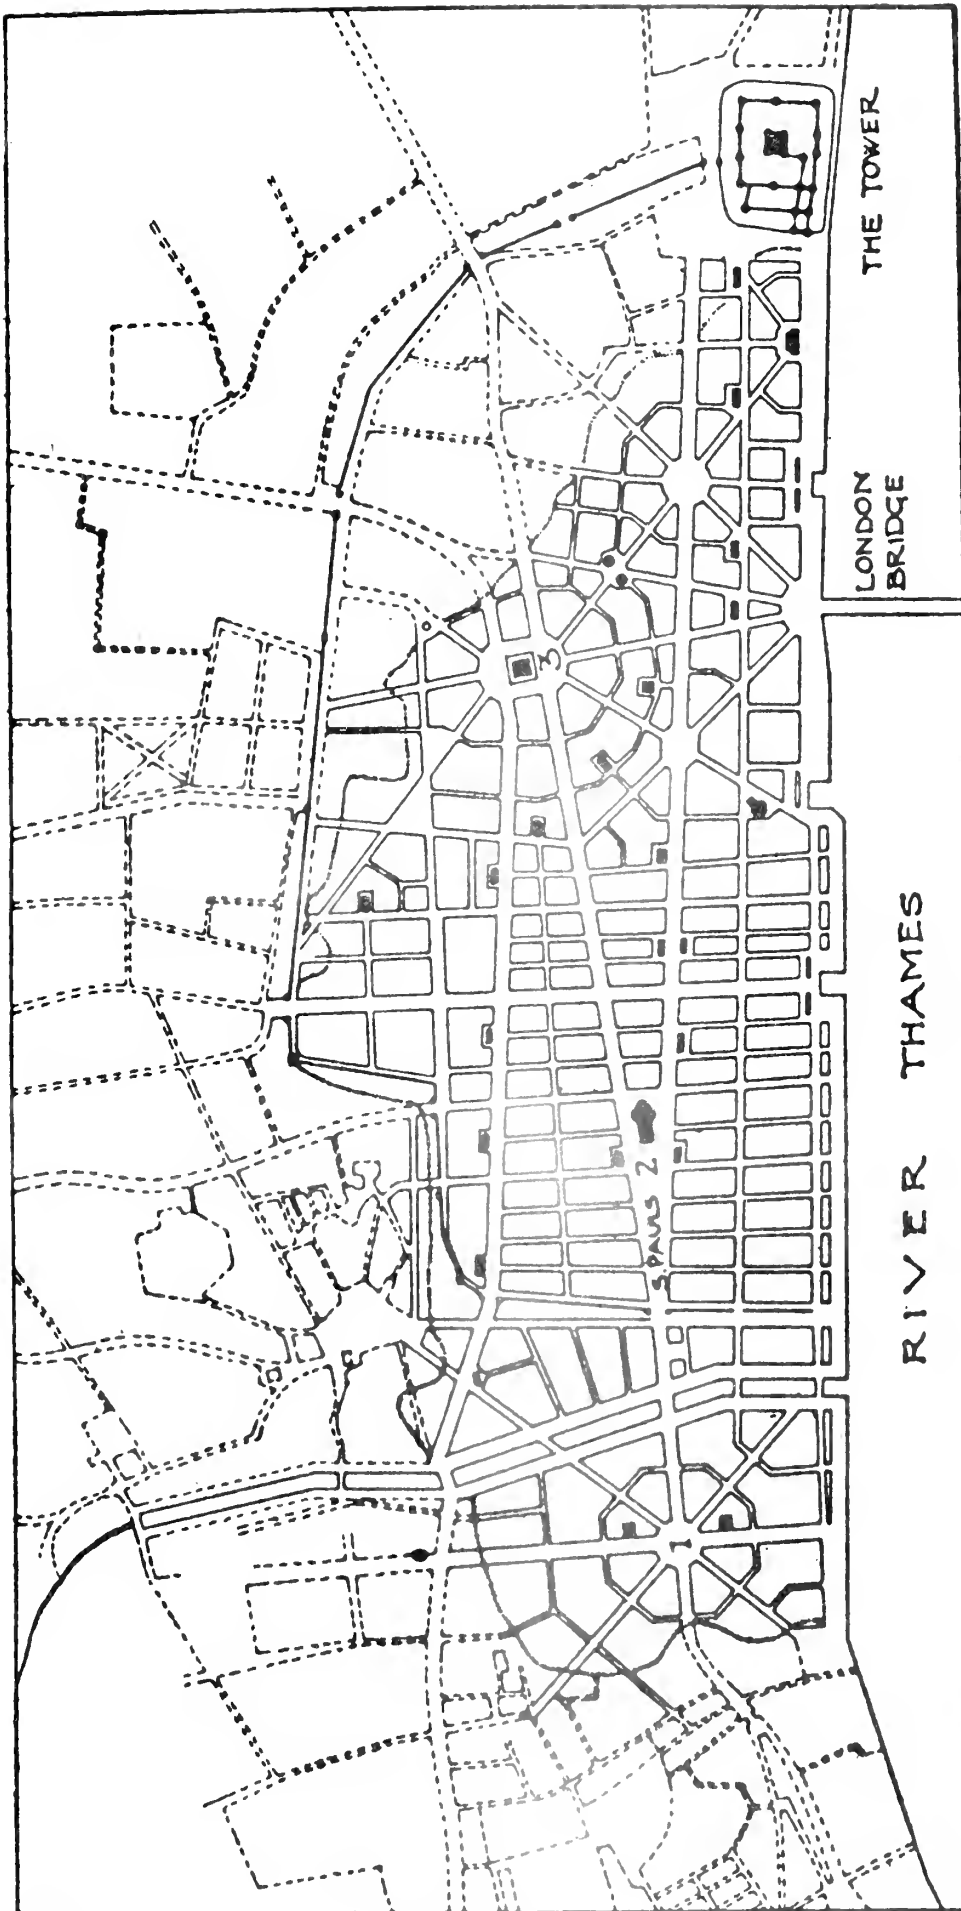 THE TOWER
LONDON
BRIDGE
RIVER THAMES
3
S. PAULS 2
1